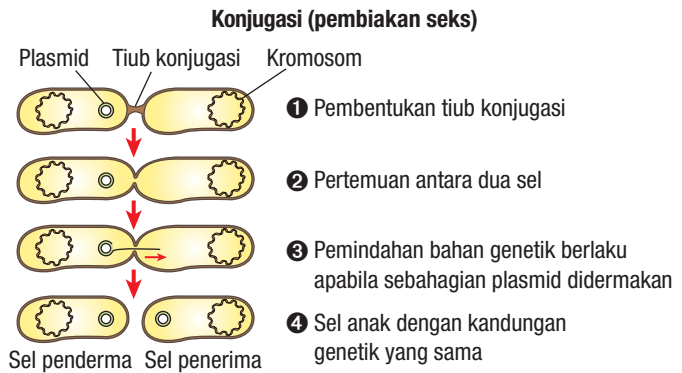 Konjugasi (pembiakan seks)
Plasmid Tiub konjugasi Kromosom
❶ Pembentukan tiub konjugasi
❷ Pertemuan antara dua sel
❸ Pemindahan bahan genetik berlaku
apabila sebahagian plasmid didermakan
❹ Sel anak dengan kandungan
genetik yang sama
Sel penderma Sel penerima